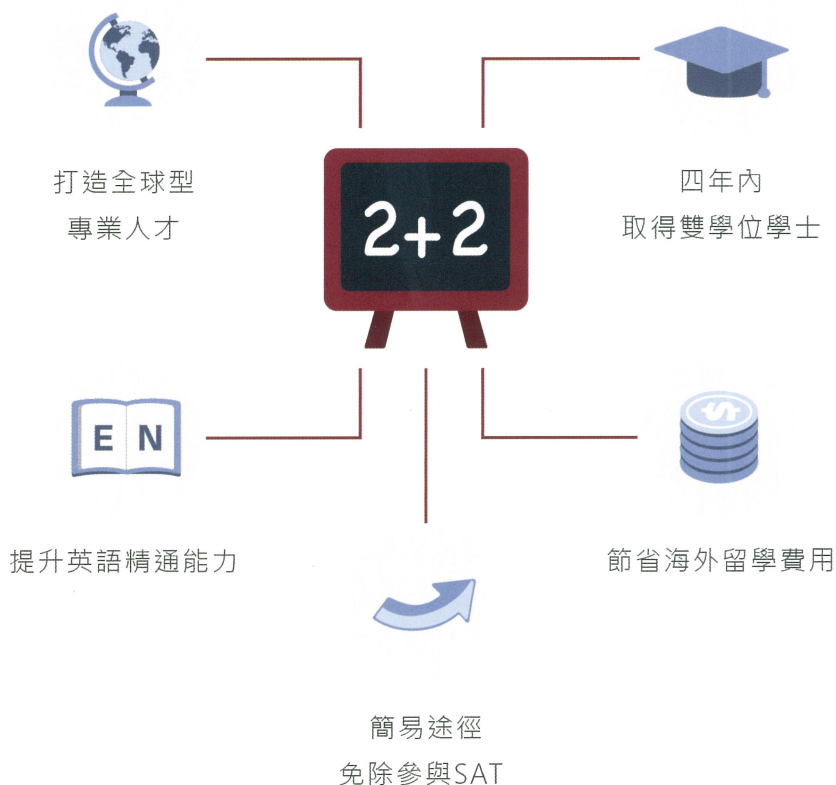 打造全球型
專業人才
四年內
取得雙學位學士
2+2
EN
提升英語精通能力
節省海外留學費用
簡易途徑
免除參與SAT